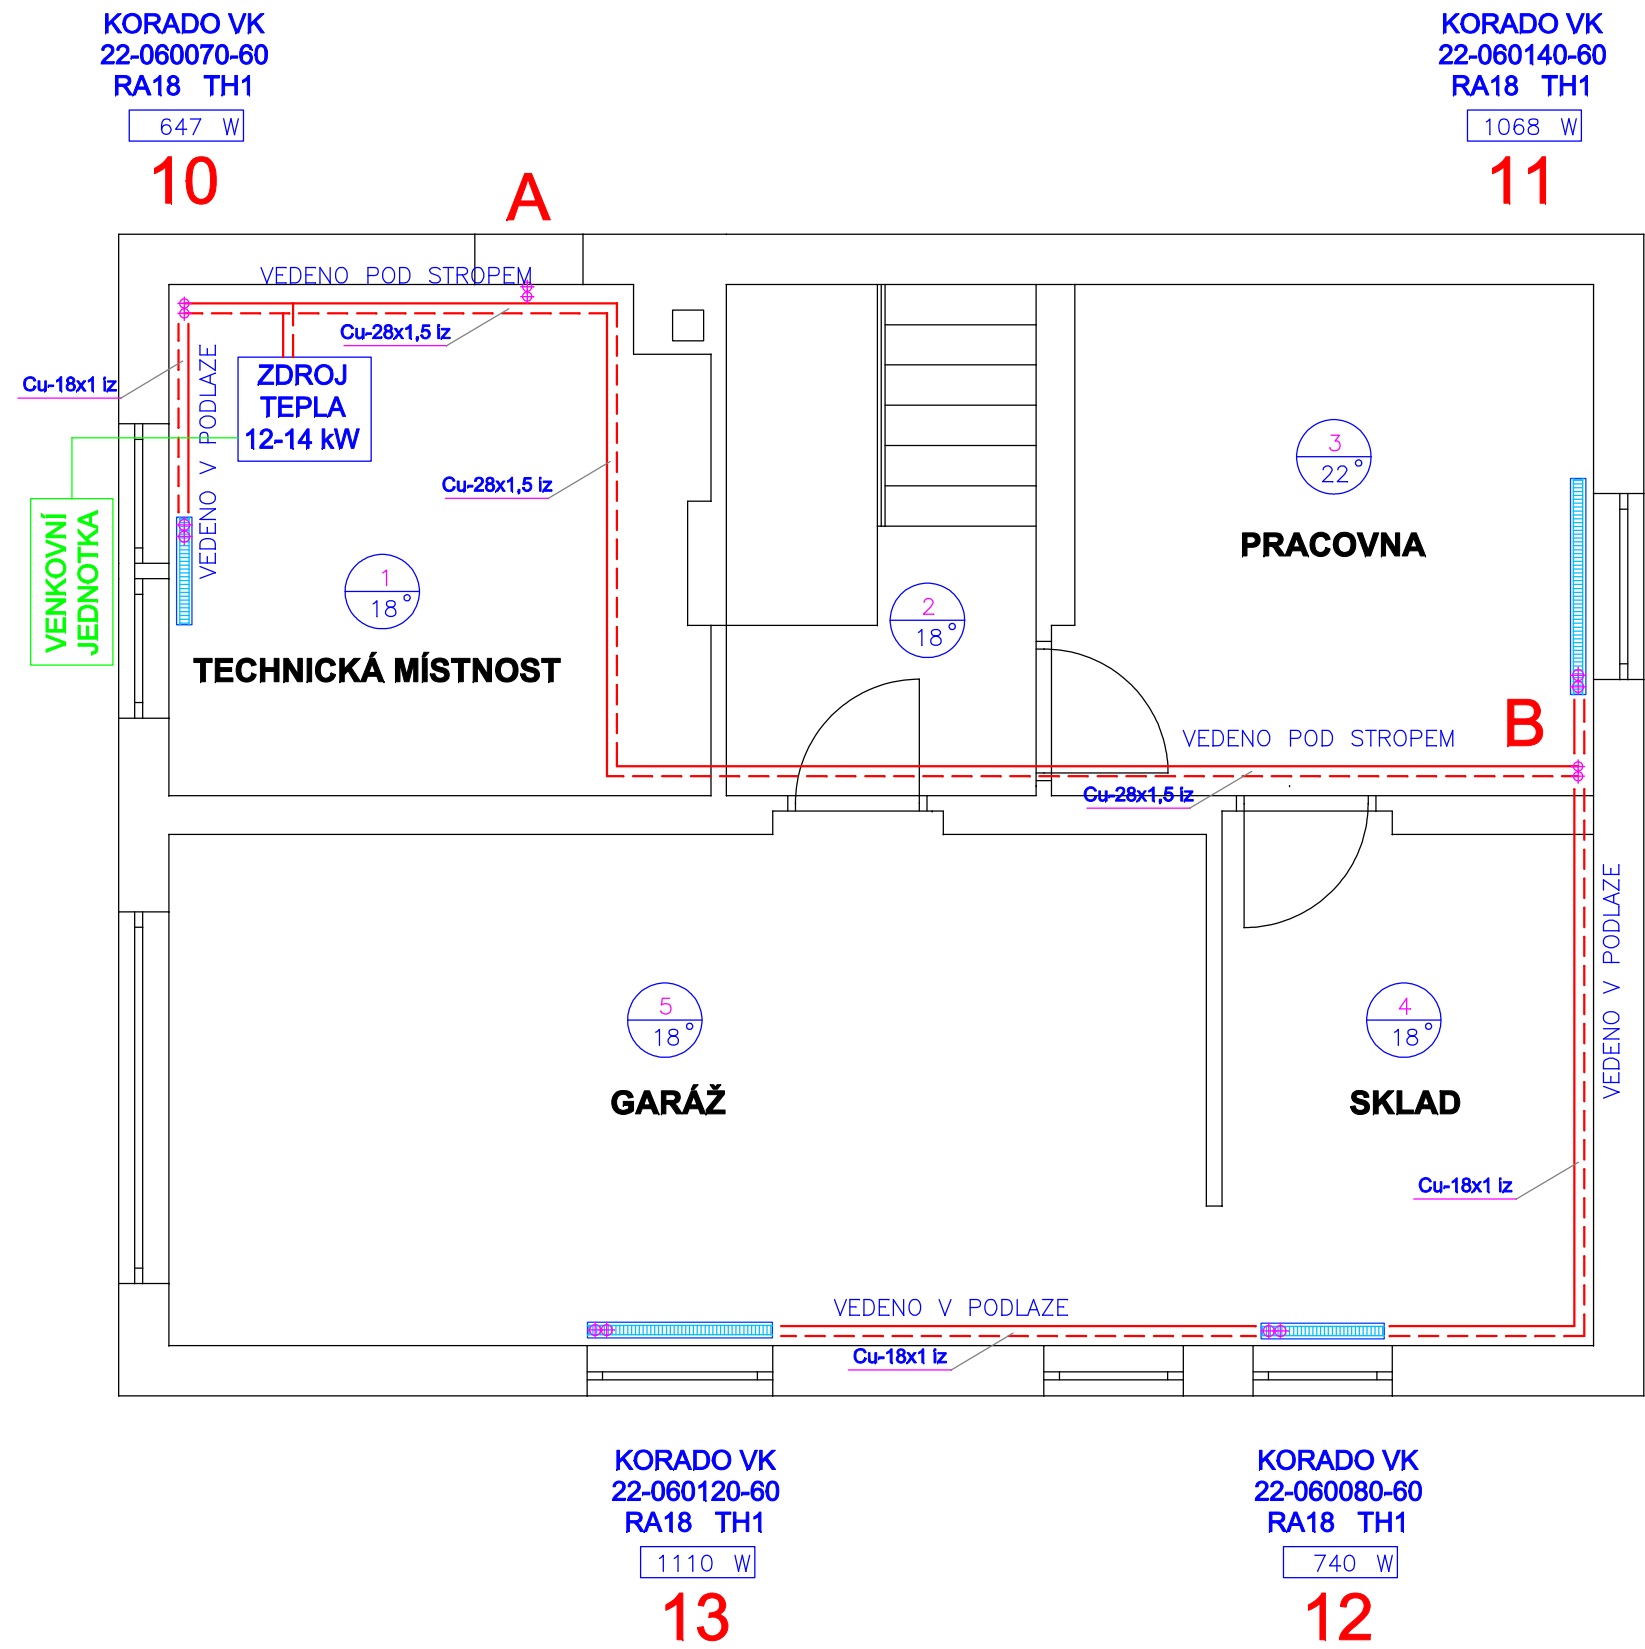 KORADO VK
22-060070-60
RA18 TH1
647 W
10
KORADO VK
22-060140-60
RA18 TH1
1068 W
11
A
VEDENO POD STROPEM
Cu-28x1,5 iz
Cu-18x1 iz
VEDENO V PODLAZE
ZDROJ
TEPLA
12-14 kW
VENKOVNÍ
JEDNOTKA
Cu-28x1,5 iz
1
18°
TECHNICKÁ MÍSTNOST
2
18°
3
22°
PRACOVNA
B
VEDENO POD STROPEM
Cu-28x1,5 iz
VEDENO V PODLAZE
5
18°
GARÁŽ
4
18°
SKLAD
Cu-18x1 iz
VEDENO V PODLAZE
Cu-18x1 iz
KORADO VK
22-060120-60
RA18 TH1
1110 W
13
KORADO VK
22-060080-60
RA18 TH1
740 W
12